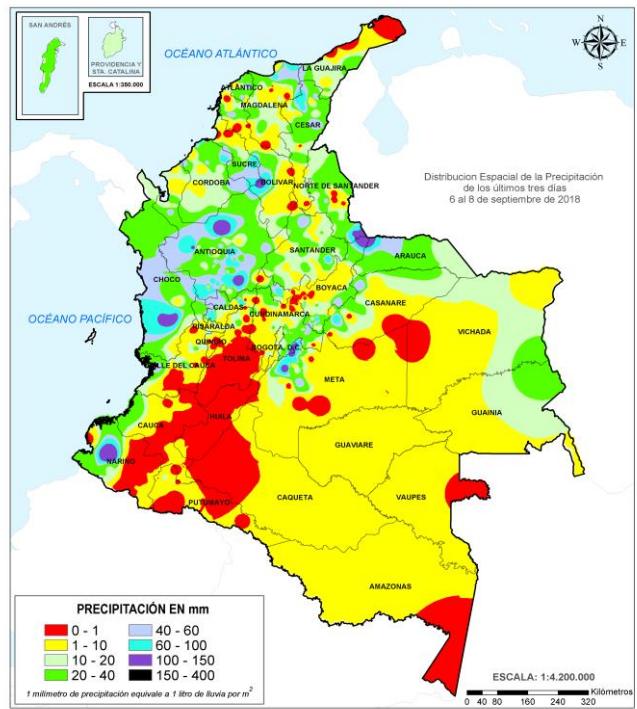 SAN ANDRÉS
PROVIDENCIA Y
STA. CATALINA
ESCALA 1:350.000
OCÉANO ATLÁNTICO
N
W
E
S
LA GUAJIRA
ATLÁNTICO
MAGDALENA
CESAR
SUCRE
CORDOBA
BOLIVAR
NORTE DE SANTANDER
Distribucion Espacial de la Precipitación
de los últimos tres días
6 al 8 de septiembre de 2018
ANTIOQUIA
SANTANDER
ARAUCA
CHOCO
BOYACA
CASANARE
CALDAS
CUNDINAMARCA
OCÉANO PACÍFICO
RISARALDA
VICHADA
QUINDIO
BOGOTA, D.C.
TOLIMA
VALLE DEL CAUCA
META
HUILA
GUAINIA
CAUCA
GUAVIARE
NARIÑO
CAQUETA
VAUPES
PUTUMAYO
AMAZONAS
PRECIPITACIÓN EN mm
0 - 1
40 - 60
1 - 10
60 - 100
10 - 20
100 - 150
20 - 40
150 - 400
1 milímetro de precipitación equivale a 1 litro de lluvia por m2
ESCALA: 1:4.200.000
Kilómetros
0 40 80 160 240 320